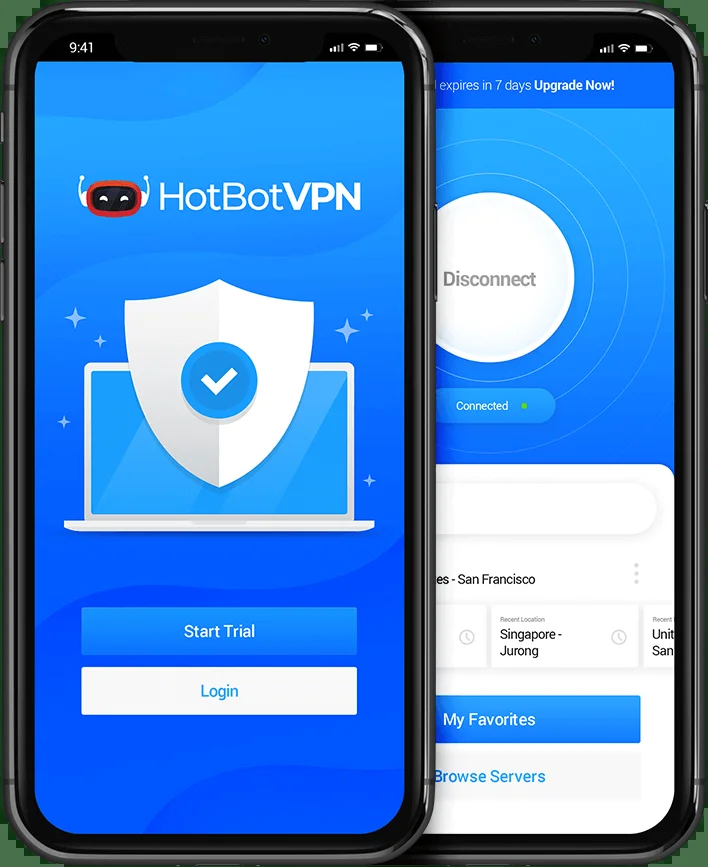 9:41
HotBotVPN
Start Trial
Login
expires in 7 days Upgrade Now!
Disconnect
Connected
es - San Francisco
Recent Location
Singapore -
Jurong
Recent
Unit
San
My Favorites
Browse Servers